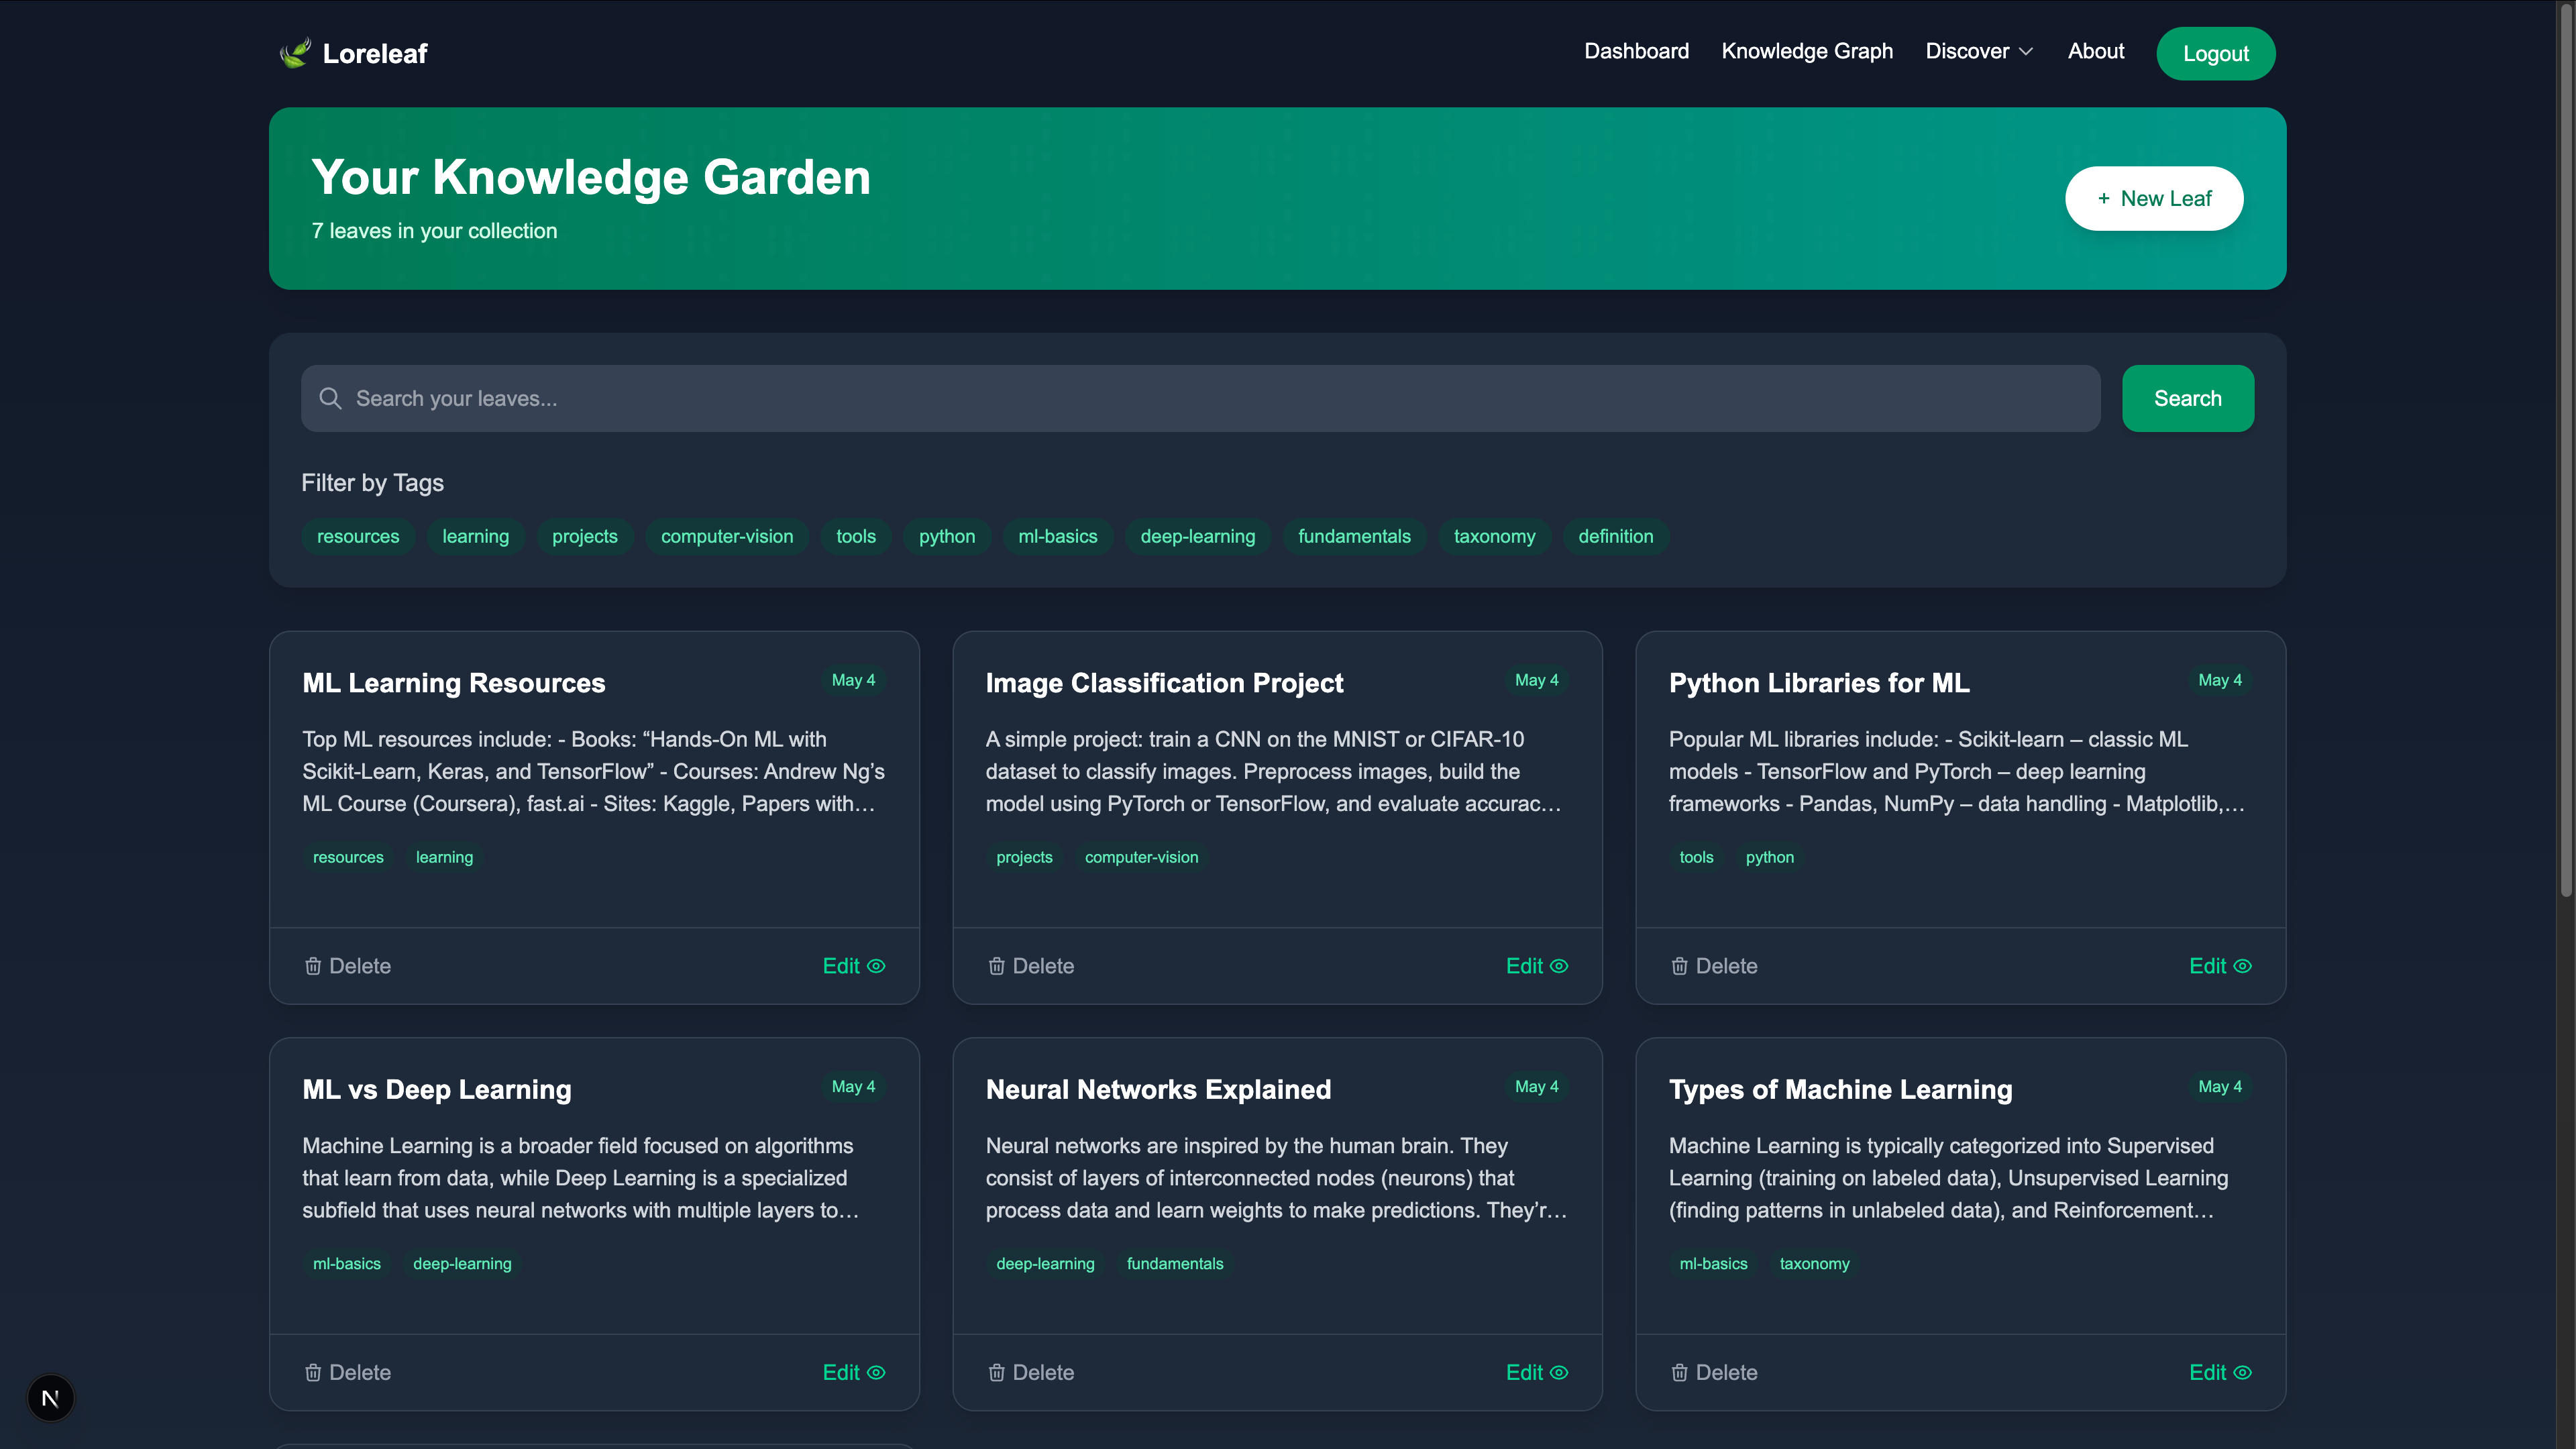 Loreleaf
Dashboard
Knowledge Graph
Discover
About
Logout
Your Knowledge Garden
7 leaves in your collection
+ New Leaf
Search your leaves...
Search
Filter by Tags
resources
learning
projects
computer-vision
tools
python
ml-basics
deep-learning
fundamentals
taxonomy
definition
ML Learning Resources
May 4
Top ML resources include: - Books: “Hands-On ML with
Scikit-Learn, Keras, and TensorFlow” - Courses: Andrew Ng’s
ML Course (Coursera), fast.ai - Sites: Kaggle, Papers with…
resources
learning
Delete
Edit
Image Classification Project
May 4
A simple project: train a CNN on the MNIST or CIFAR-10
dataset to classify images. Preprocess images, build the
model using PyTorch or TensorFlow, and evaluate accurac…
projects
computer-vision
Delete
Edit
Python Libraries for ML
May 4
Popular ML libraries include: - Scikit-learn – classic ML
models - TensorFlow and PyTorch – deep learning
frameworks - Pandas, NumPy – data handling - Matplotlib,…
tools
python
Delete
Edit
ML vs Deep Learning
May 4
Machine Learning is a broader field focused on algorithms
that learn from data, while Deep Learning is a specialized
subfield that uses neural networks with multiple layers to…
ml-basics
deep-learning
Delete
Edit
Neural Networks Explained
May 4
Neural networks are inspired by the human brain. They
consist of layers of interconnected nodes (neurons) that
process data and learn weights to make predictions. They’r…
deep-learning
fundamentals
Delete
Edit
Types of Machine Learning
May 4
Machine Learning is typically categorized into Supervised
Learning (training on labeled data), Unsupervised Learning
(finding patterns in unlabeled data), and Reinforcement…
ml-basics
taxonomy
Delete
Edit
N